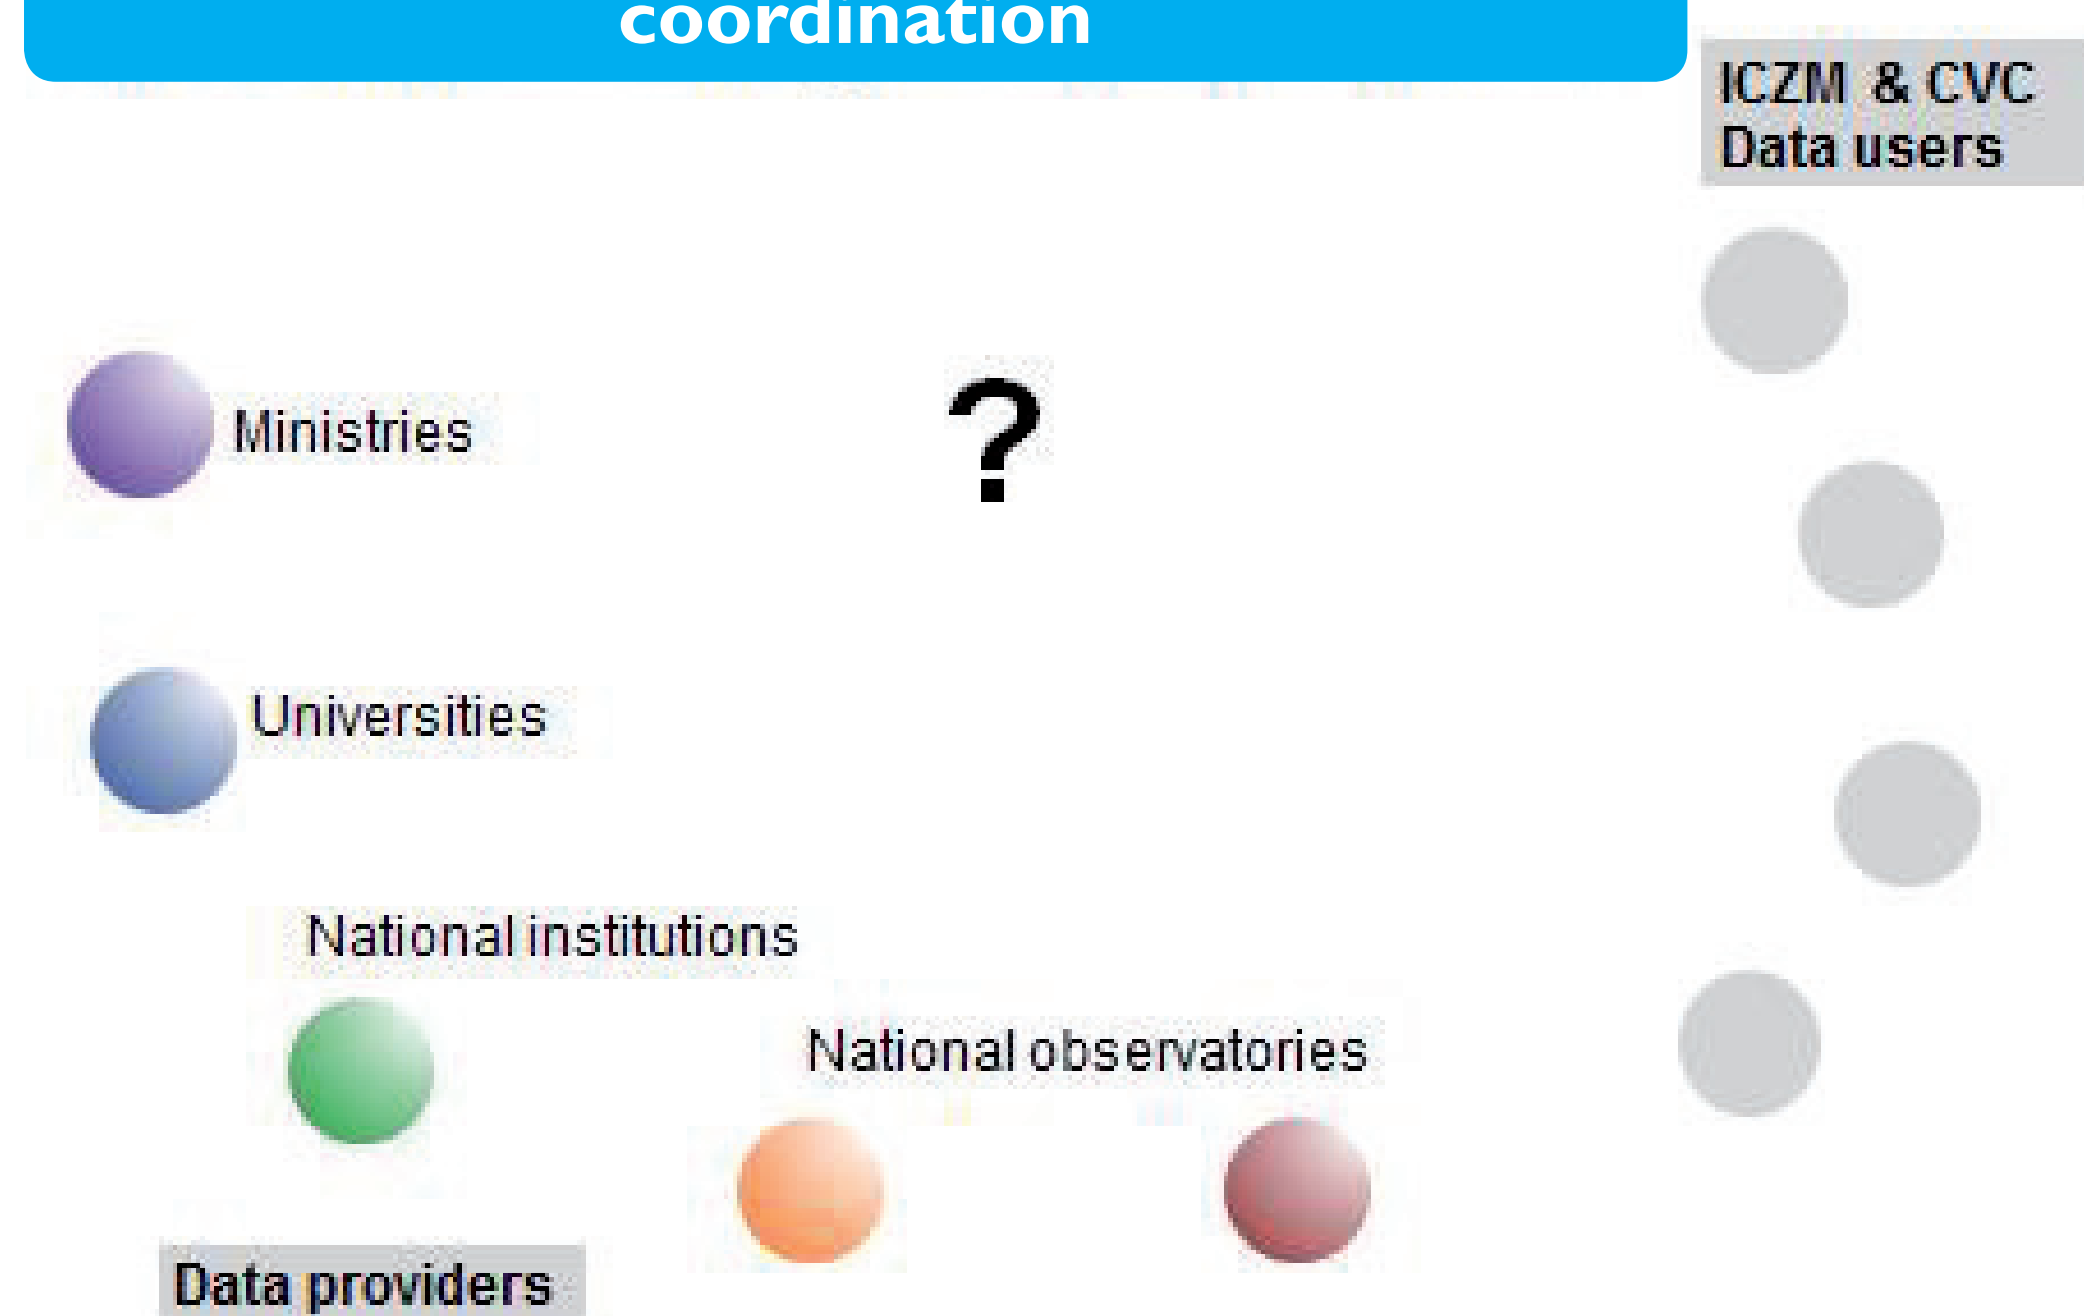 coordination
ICZM & CVC
Data users
?
Ministries
Universities
National institutions
National observatories
Data providers